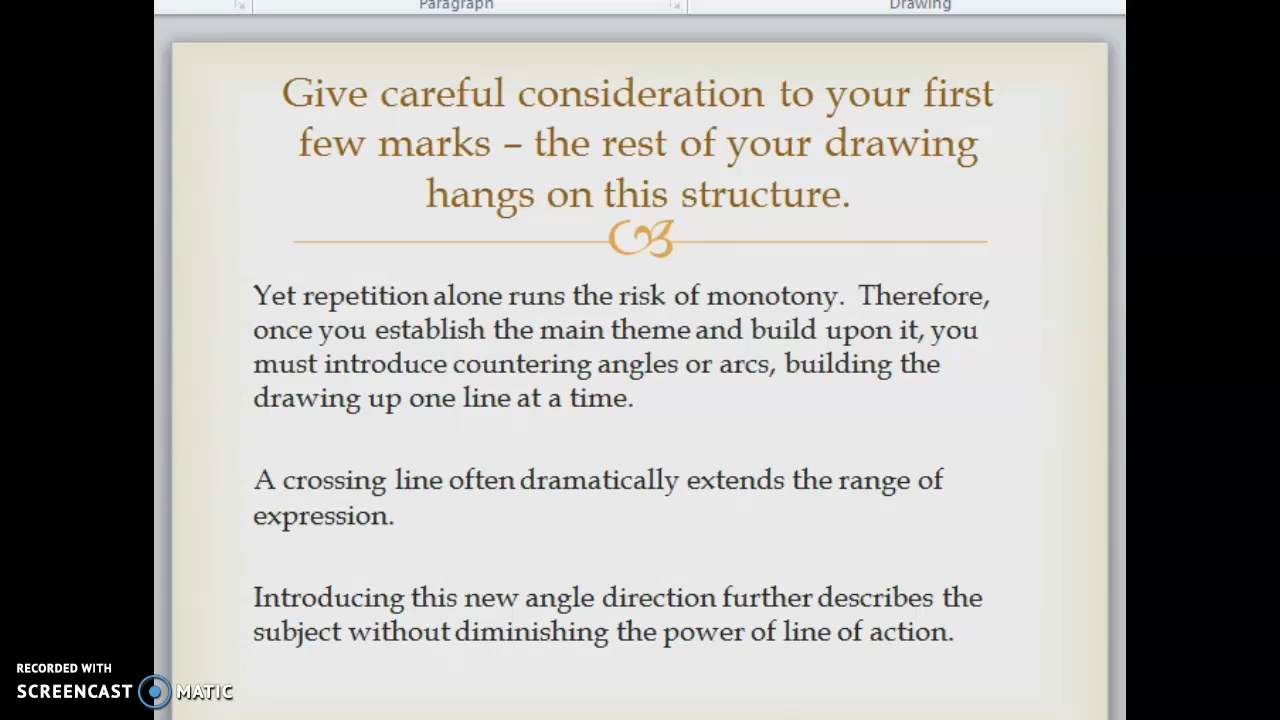 Paragraph
Drawing
Give careful consideration to your first
few marks – the rest of your drawing
hangs on this structure.
Yet repetition alone runs the risk of monotony. Therefore,
once you establish the main theme and build upon it, you
must introduce countering angles or arcs, building the
drawing up one line at a time.
A crossing line often dramatically extends the range of
expression.
Introducing this new angle direction further describes the
subject without diminishing the power of line of action.
RECORDED WITH
SCREENCAST MATIC